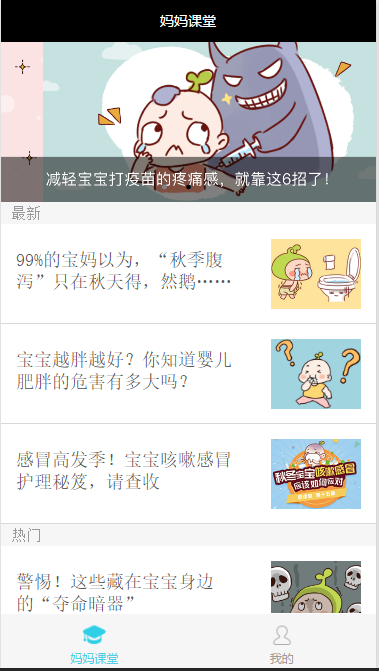 妈妈课堂
减轻宝宝打疫苗的疼痛感，就靠这6招了！
最新
99%的宝妈以为，“秋季腹
泻”只在秋天得，然鹅……
宝宝越胖越好？你知道婴儿
肥胖的危害有多大吗？
感冒高发季！宝宝咳嗽感冒
护理秘笈，请查收
秋冬宝宝咳嗽感冒
应该如何应对
热门
警惕！这些藏在宝宝身边
的“夺命暗器”
妈妈课堂
我的